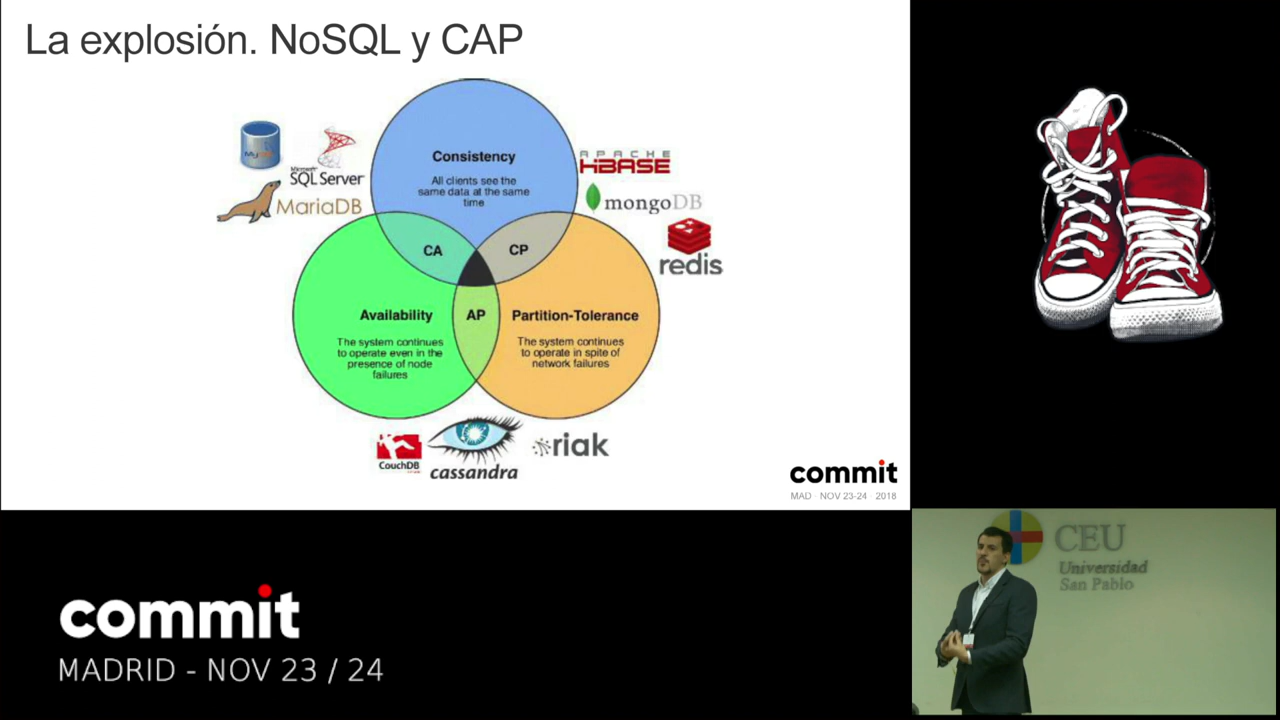 La explosión. NoSQL y CAP
MySQL
Microsoft
SQL Server
MariaDB
Consistency
All clients see the
same data at the same
time
APACHE
HBASE
mongoDB
redis
CA
CP
Availability
AP
Partition-Tolerance
The system continues
to operate even in the
presence of node
failures
The system continues
to operate in spite of
network failures
CouchDB
cassandra
riak
commit
MAD · NOV 23-24 · 2018
commit
MADRID - NOV 23 / 24
CEU
Universidad
San Pablo